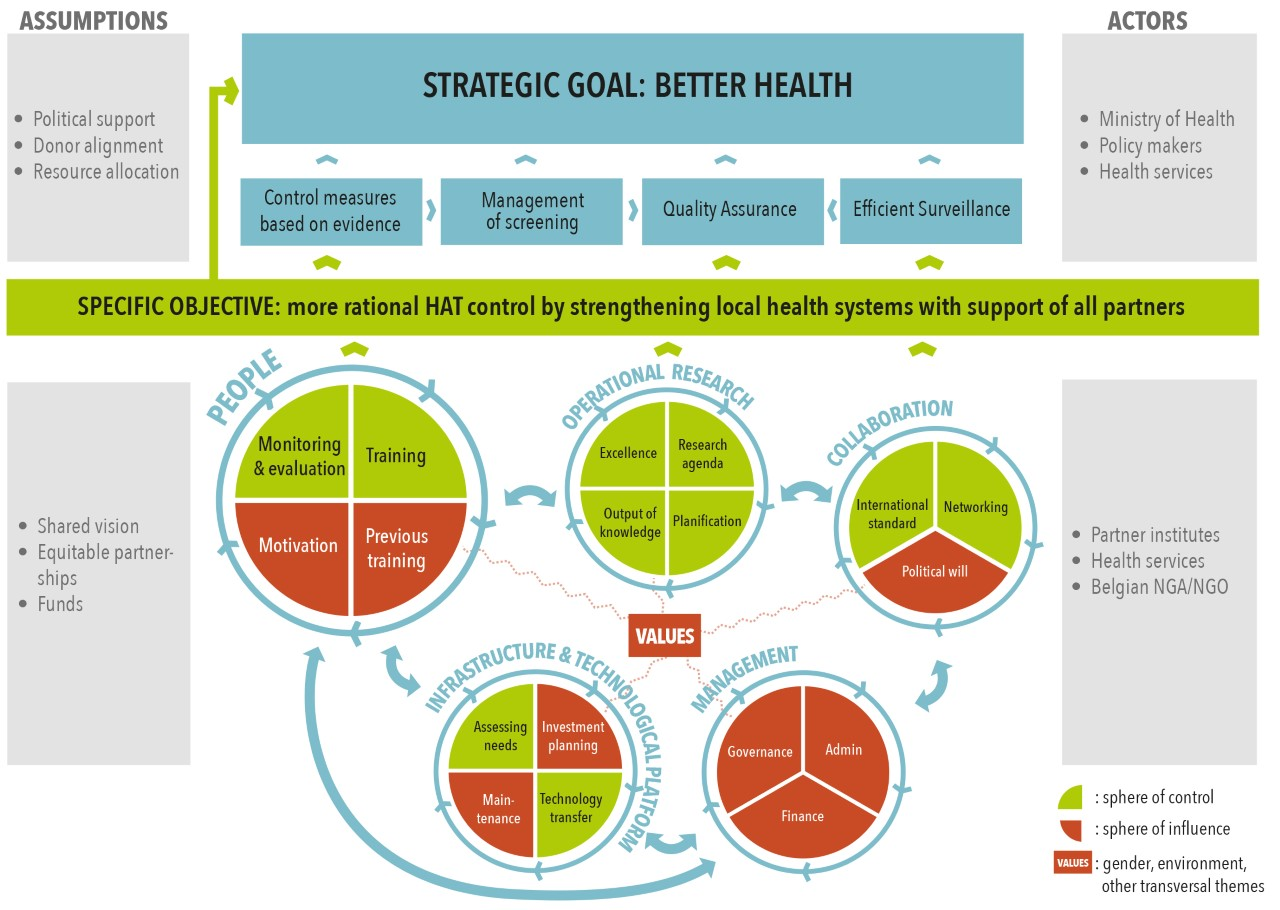 ASSUMPTIONS
ACTORS
• Political support
• Donor alignment
• Resource allocation
STRATEGIC GOAL: BETTER HEALTH
• Ministry of Health
• Policy makers
• Health services
Control measures
based on evidence
Management
of screening
Quality Assurance
Efficient Surveillance
SPECIFIC OBJECTIVE: more rational HAT control by strengthening local health systems with support of all partners
• Shared vision
• Equitable partner-
ships
• Funds
PEOPLE
Monitoring
& evaluation
Training
Motivation
Previous
training
OPERATIONAL RESEARCH
Excellence
Research
agenda
Output of
knowledge
Planification
COLLABORATION
International
standard
Networking
Political will
• Partner institutes
• Health services
• Belgian NGA/NGO
VALUES
INFRASTRUCTURE & TECHNOLOGICAL PLATFORM
Assessing
needs
Investment
planning
Main-
tenance
Technology
transfer
MANAGEMENT
Governance
Admin
Finance
: sphere of control
: sphere of influence
VALUES : gender, environment,
other transversal themes